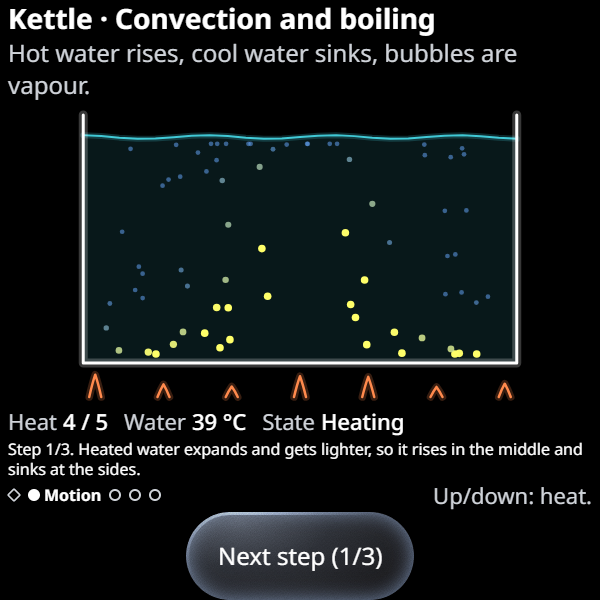 Kettle · Convection and boiling
Hot water rises, cool water sinks, bubbles are
vapour.
Heat 4 / 5 Water 39 °C State Heating
Step 1/3. Heated water expands and gets lighter, so it rises in the middle and
sinks at the sides.
Motion
Up/down: heat.
Next step (1/3)